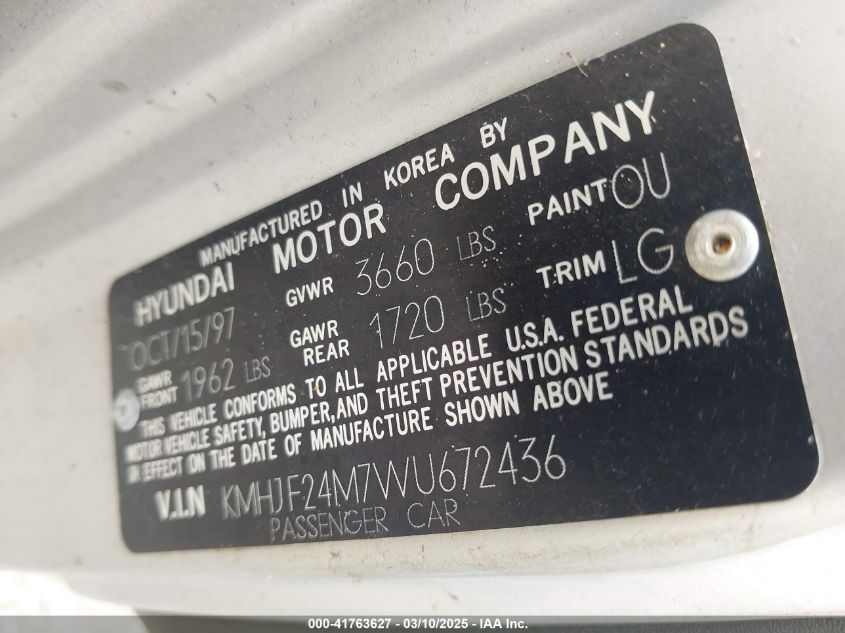 MANUFACTURED IN KOREA BY
HYUNDAI MOTOR COMPANY
OCT/15/97 GVWR 3660 LBS PAINT OU
GAWR FRONT 1962 LBS GAWR REAR 1720 LBS TRIM LG
THIS VEHICLE CONFORMS TO ALL APPLICABLE U.S.A. FEDERAL
MOTOR VEHICLE SAFETY, BUMPER, AND THEFT PREVENTION STANDARDS
IN EFFECT ON THE DATE OF MANUFACTURE SHOWN ABOVE
V.I.N KMHJF24M7WU672436
PASSENGER CAR
000-41763627 - 03/10/2025 - IAA Inc.